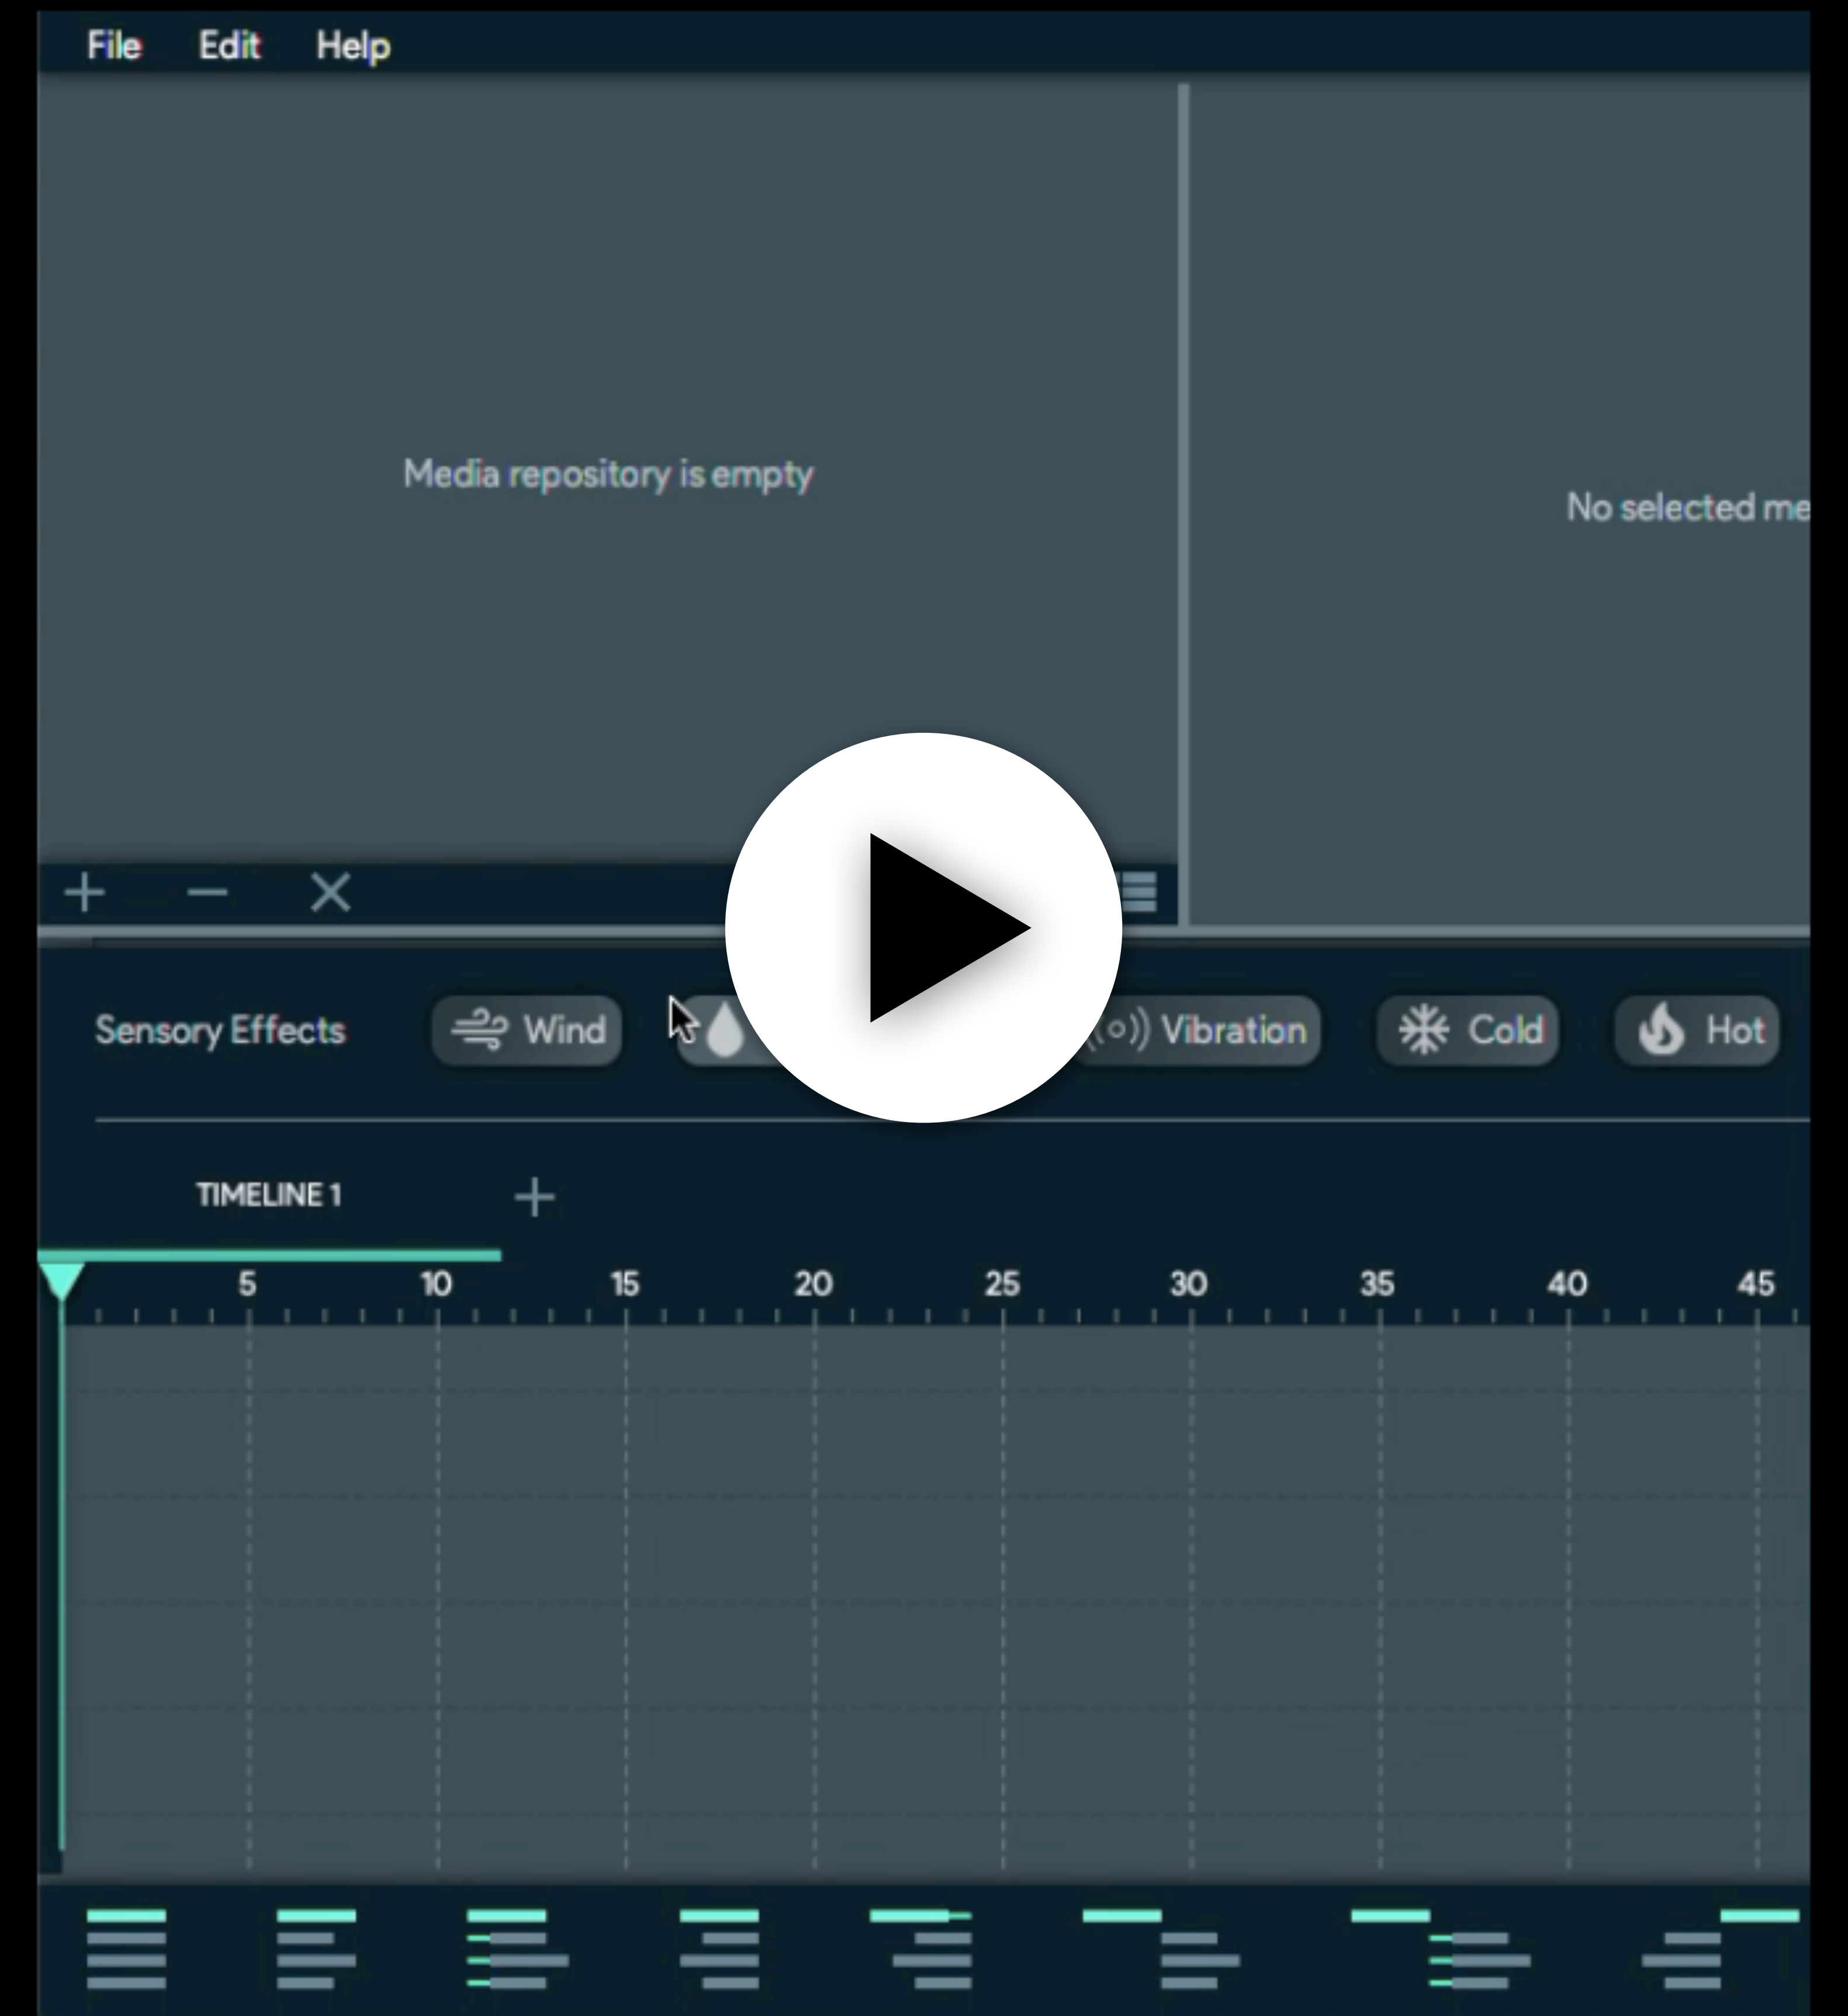 File Edit Help
Media repository is empty
No selected me
Sensory Effects Wind Vibration Cold Hot
TIMELINE 1
5 10 15 20 25 30 35 40 45